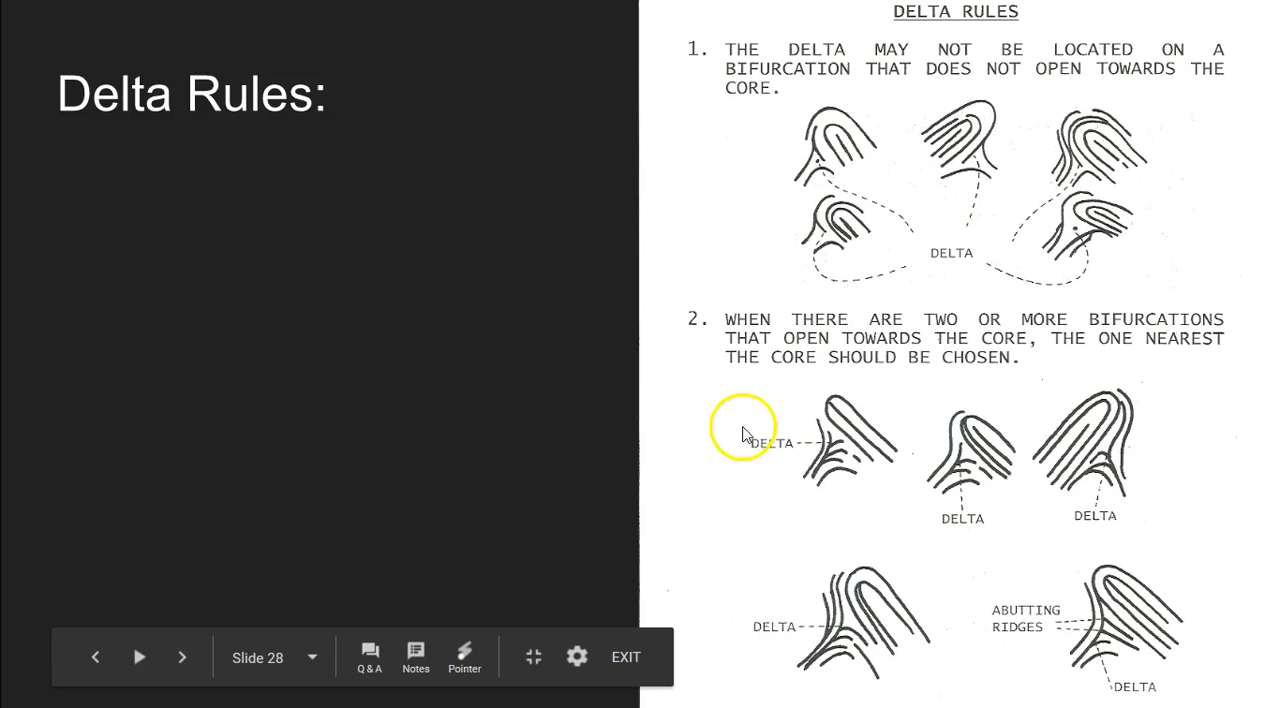 Delta Rules:
DELTA RULES
1. THE DELTA MAY NOT BE LOCATED ON A
BIFURCATION THAT DOES NOT OPEN TOWARDS THE
CORE.
DELTA
2. WHEN THERE ARE TWO OR MORE BIFURCATIONS
THAT OPEN TOWARDS THE CORE, THE ONE NEAREST
THE CORE SHOULD BE CHOSEN.
DELTA
DELTA
DELTA
DELTA
ABUTTING
RIDGES
DELTA
Slide 28
Q & A
Notes
Pointer
EXIT